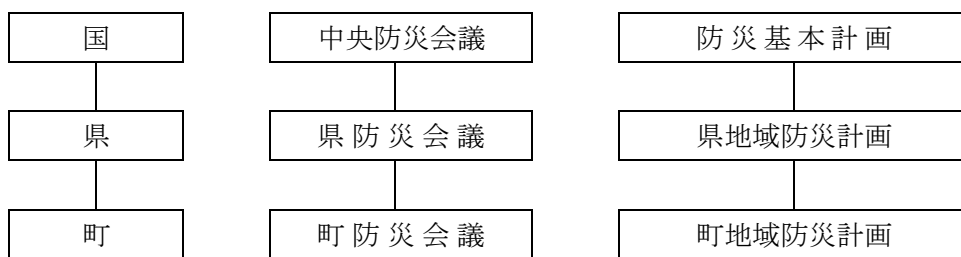 国 中央防災会議 防災基本計画
県 県防災会議 県地域防災計画
町 町防災会議 町地域防災計画